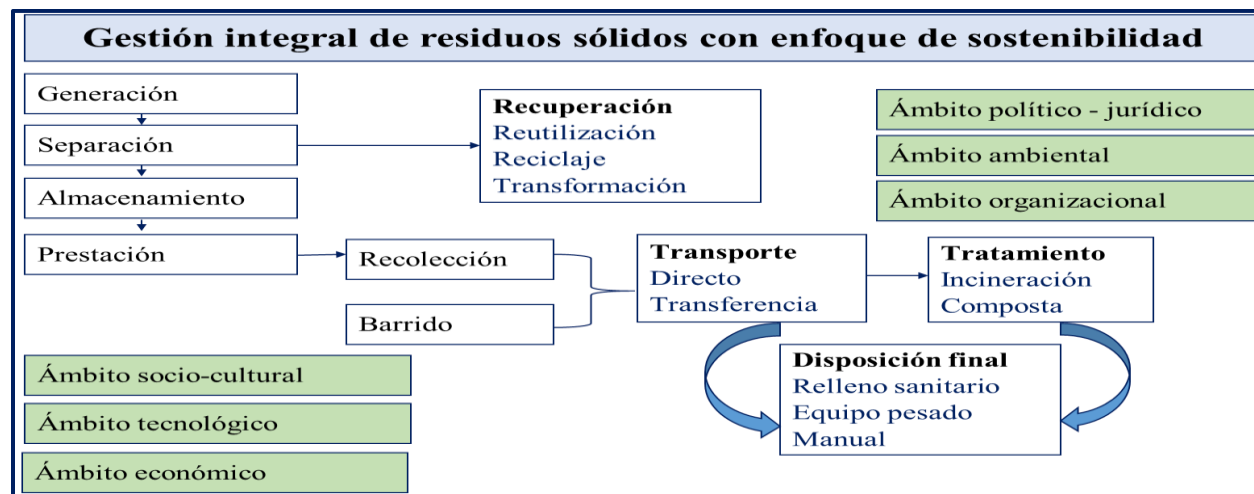 Gestión integral de residuos sólidos con enfoque de sostenibilidad
Generación
Separación
Almacenamiento
Prestación
Recuperación
Reutilización
Reciclaje
Transformación
Ámbito político - jurídico
Ámbito ambiental
Ámbito organizacional
Recolección
Barrido
Transporte
Directo
Transferencia
Tratamiento
Incineración
Composta
Disposición final
Relleno sanitario
Equipo pesado
Manual
Ámbito socio-cultural
Ámbito tecnológico
Ámbito económico